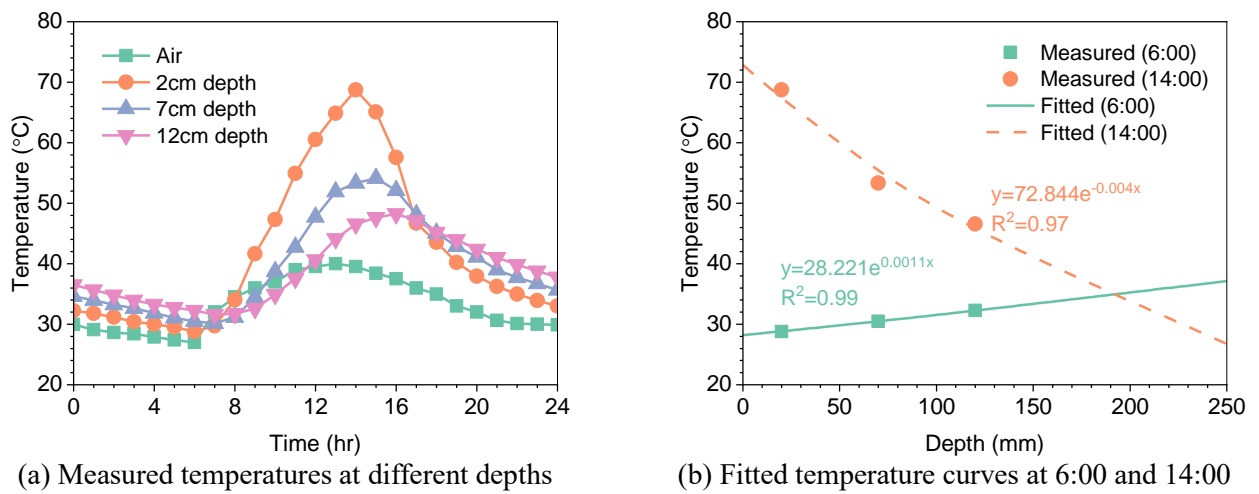 80
70
60
50
40
30
20
Temperature (°C)
Air
2cm depth
7cm depth
12cm depth
0 4 8 12 16 20 24
Time (hr)
(a) Measured temperatures at different depths
80
70
60
50
40
30
20
Temperature (°C)
Measured (6:00)
Measured (14:00)
Fitted (6:00)
Fitted (14:00)
y=72.844e^-0.004x
R²=0.97
y=28.221e^0.0011x
R²=0.99
0 50 100 150 200 250
Depth (mm)
(b) Fitted temperature curves at 6:00 and 14:00